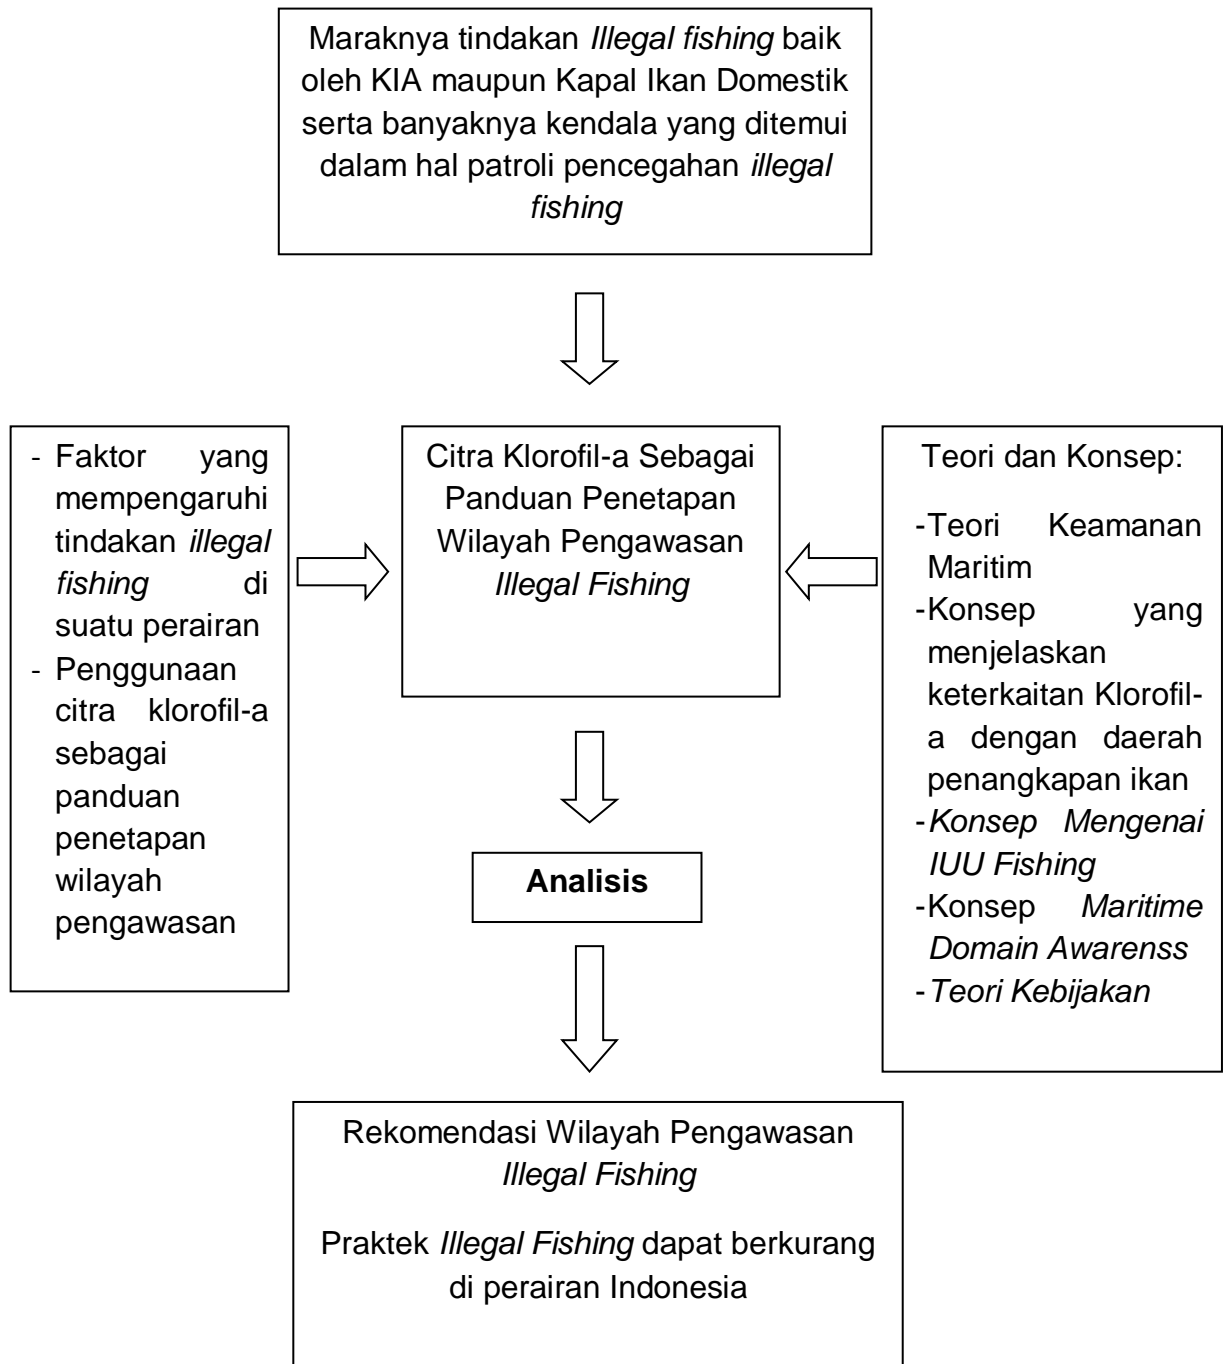 Maraknya tindakan Illegal fishing baik
oleh KIA maupun Kapal Ikan Domestik
serta banyaknya kendala yang ditemui
dalam hal patroli pencegahan illegal
fishing
- Faktor yang
mempengaruhi
tindakan illegal
fishing di
suatu perairan
- Penggunaan
citra klorofil-a
sebagai
panduan
penetapan
wilayah
pengawasan
Citra Klorofil-a Sebagai
Panduan Penetapan
Wilayah Pengawasan
Illegal Fishing
Teori dan Konsep:
-Teori Keamanan
Maritim
-Konsep yang
menjelaskan
keterkaitan Klorofil-
a dengan daerah
penangkapan ikan
-Konsep Mengenai
IUU Fishing
-Konsep Maritime
Domain Awarenss
-Teori Kebijakan
Analisis
Rekomendasi Wilayah Pengawasan
Illegal Fishing
Praktek Illegal Fishing dapat berkurang
di perairan Indonesia